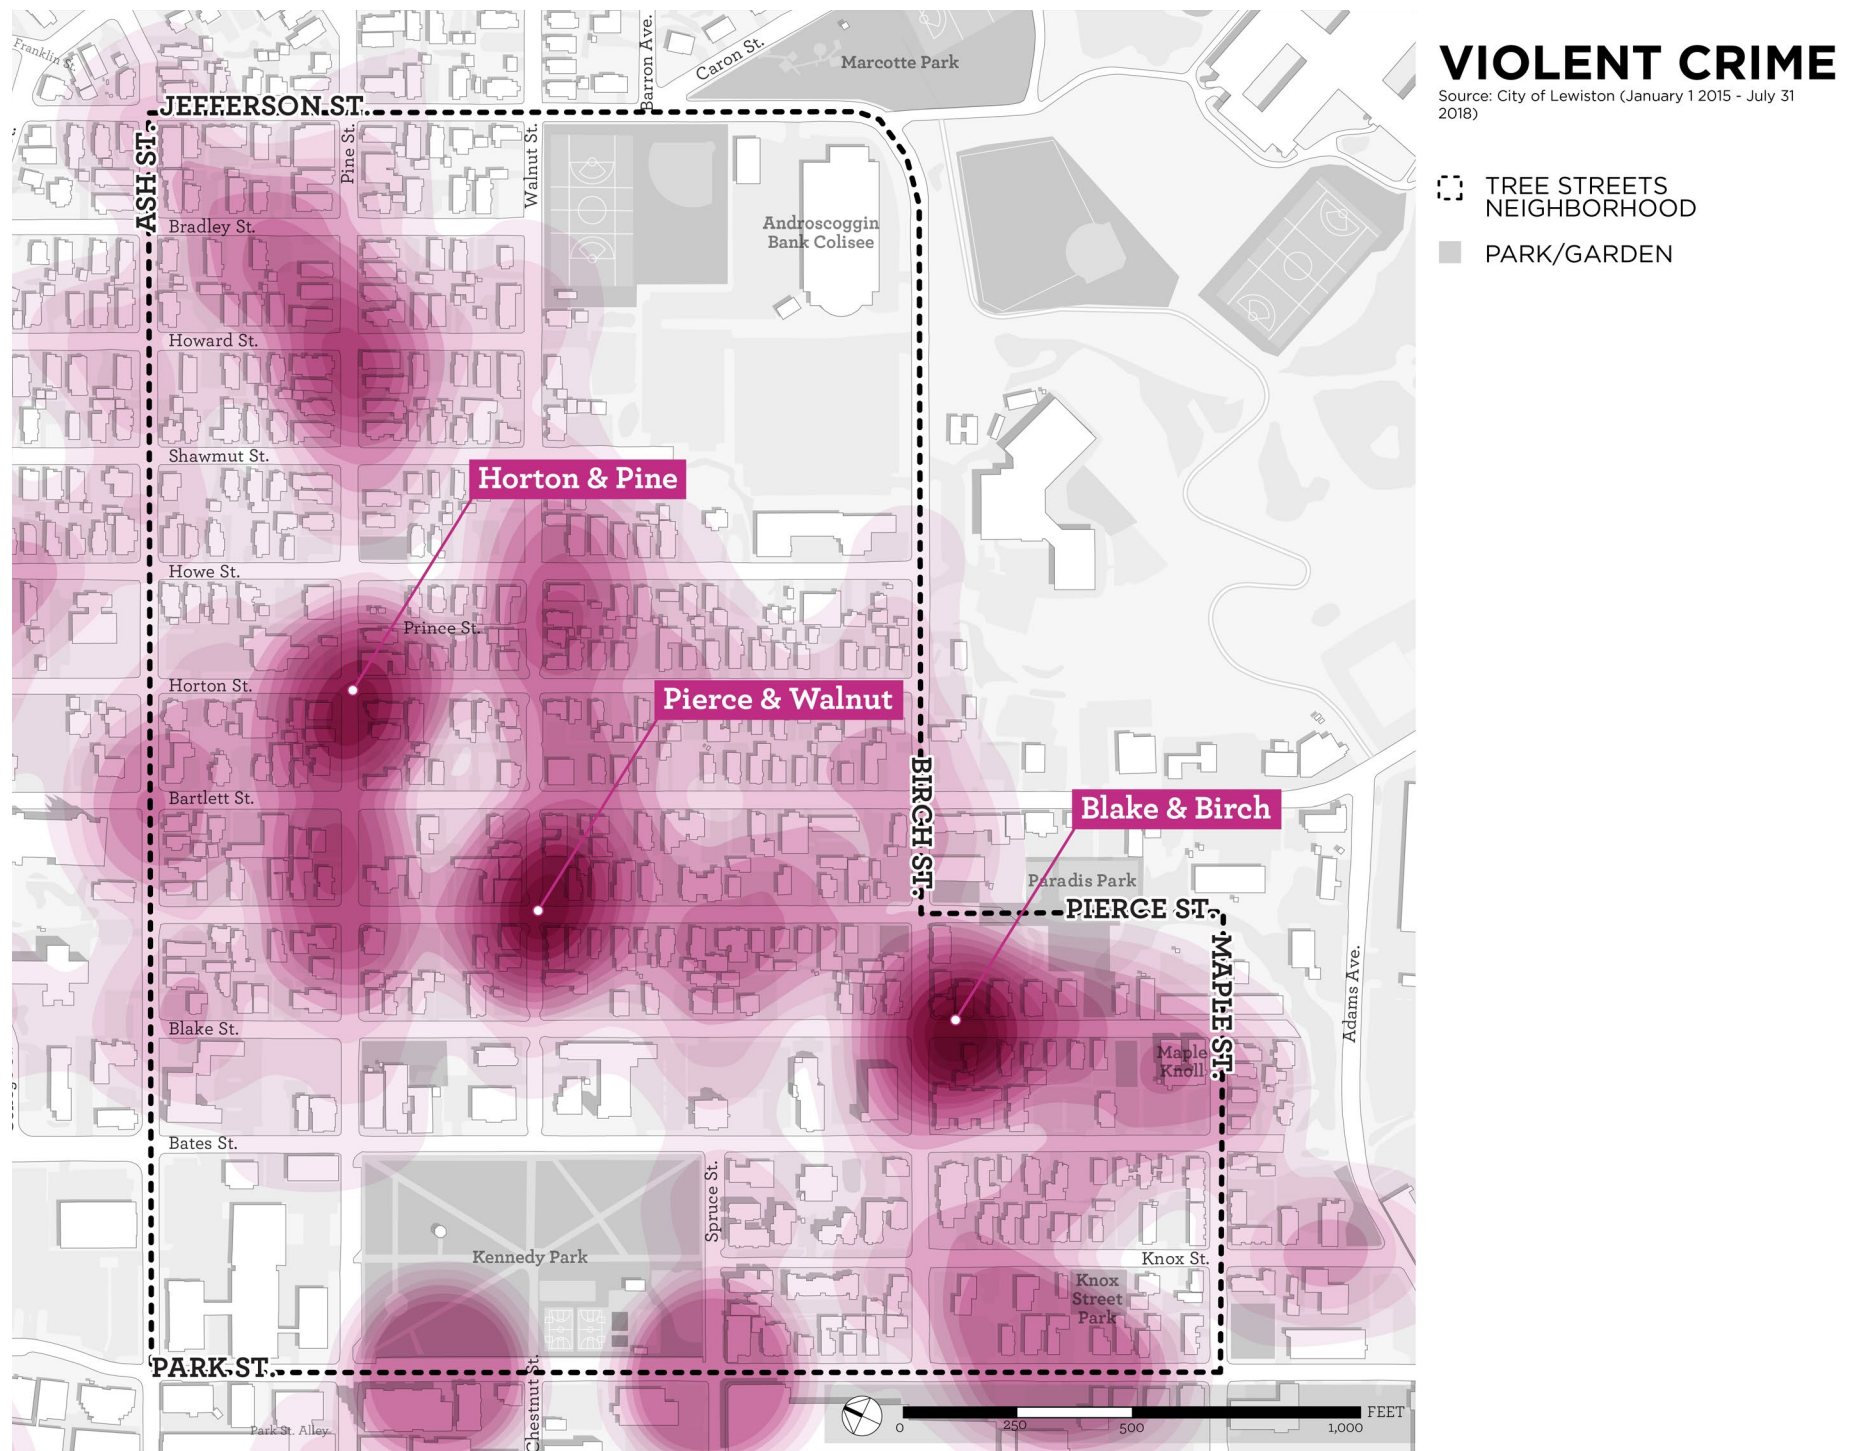 VIOLENT CRIME
Source: City of Lewiston (January 1 2015 - July 31
2018)
TREE STREETS
NEIGHBORHOOD
PARK/GARDEN
Franklin St.
Barron Ave.
Caron St.
Marcotte Park
JEFFERSON ST.
ASH ST.
Pine St.
Walnut St.
Androscoggin
Bank Colisee
Bradley St.
Howard St.
Shawmut St.
Horton & Pine
Howe St.
Prince St.
Horton St.
Pierce & Walnut
BIRCH ST.
Bartlett St.
Blake & Birch
Paradis Park
PIERCE ST.
MAPLE ST.
Adams Ave.
Blake St.
Maple
Knoll
Bates St.
Spruce St.
Kennedy Park
Knox St.
Knox
Street
Park
PARK ST.
Chestnut St.
Park St. Alley
0
250
500
1,000
FEET